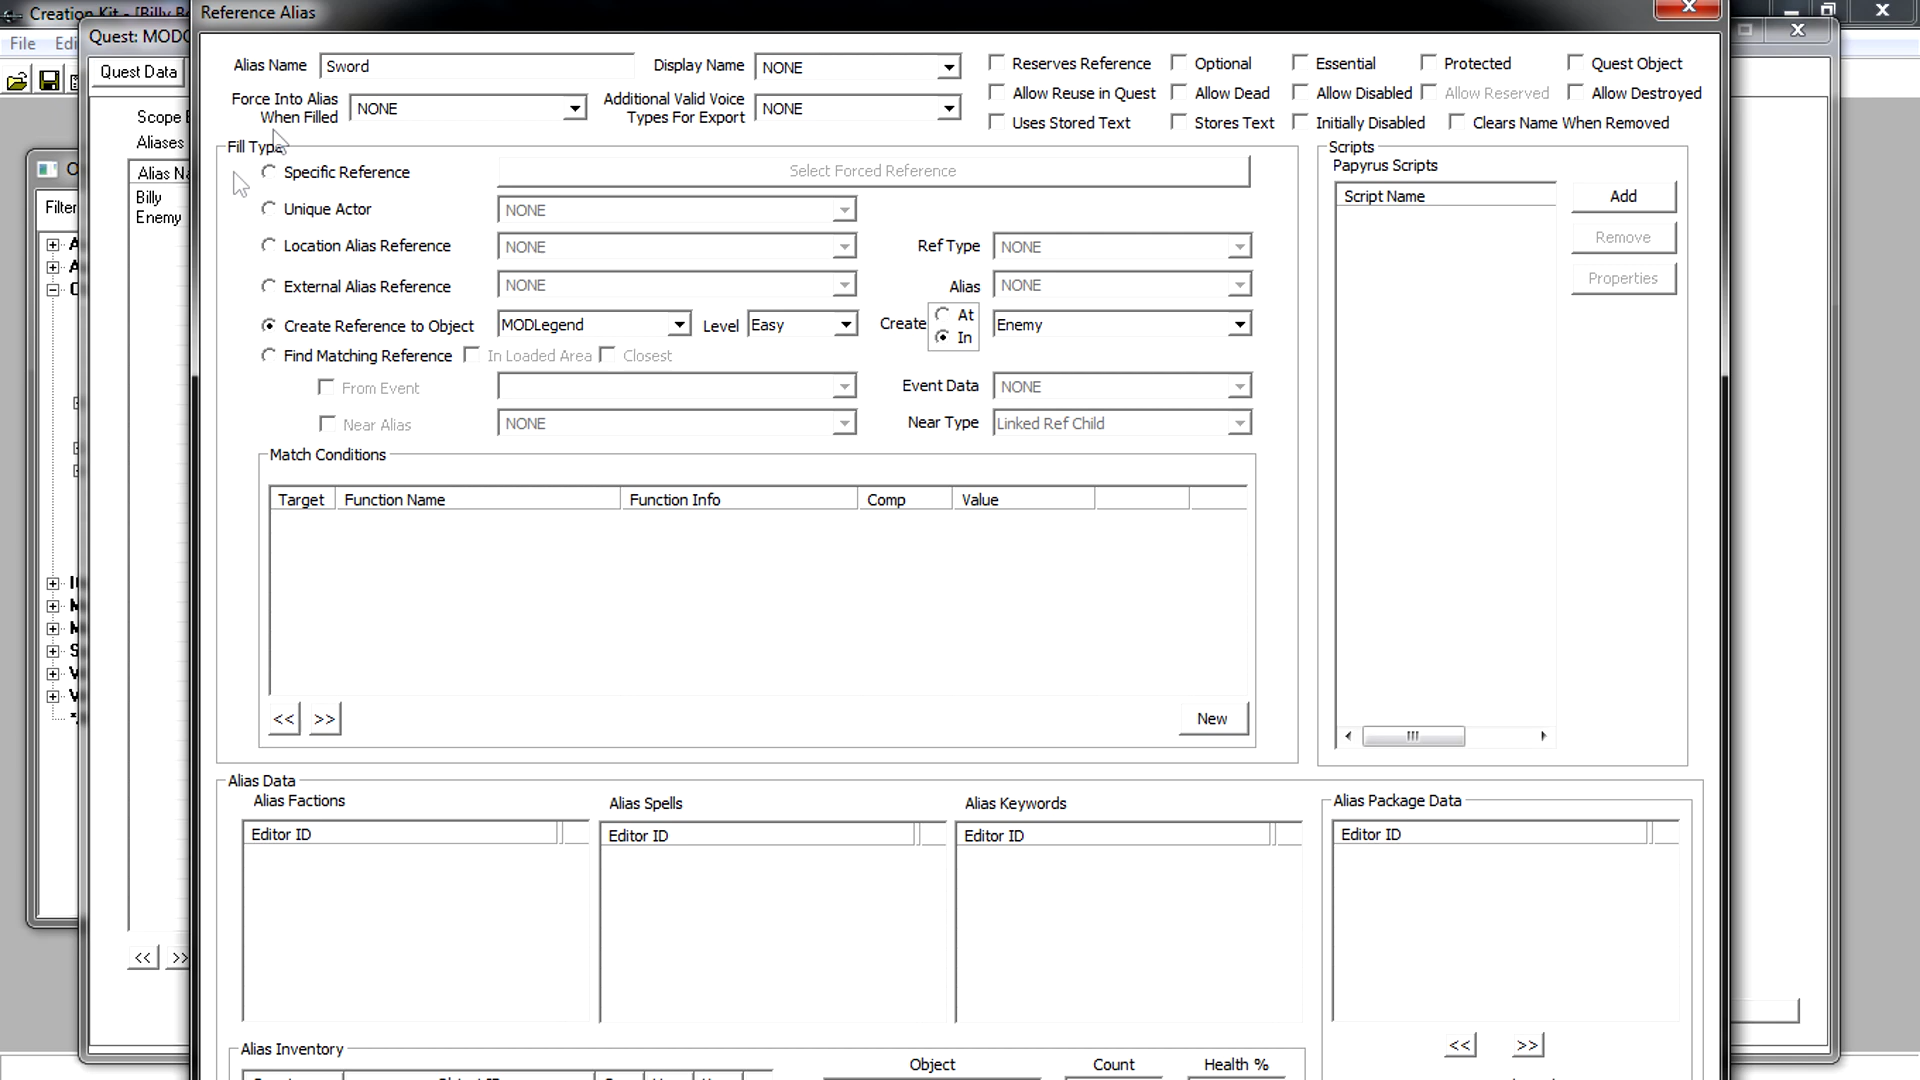 Creation Kit - [Billy Bo
Reference Alias
File Edi
Quest: MODC
Quest Data
Scope
Aliases
Alias Na
Billy
Enemy
Filter
<< >>
Alias Name Sword Display Name NONE
Reserves Reference Optional Essential Protected Quest Object
Force Into Alias When Filled NONE Additional Valid Voice Types For Export NONE
Allow Reuse in Quest Allow Dead Allow Disabled Allow Reserved Allow Destroyed
Uses Stored Text Stores Text Initially Disabled Clears Name When Removed
Fill Type
Specific Reference Select Forced Reference
Unique Actor NONE
Location Alias Reference NONE Ref Type NONE
External Alias Reference NONE Alias NONE
Create Reference to Object MODLegend Level Easy Create At In Enemy
Find Matching Reference In Loaded Area Closest
From Event Event Data NONE
Near Alias NONE Near Type Linked Ref Child
Match Conditions
Target Function Name Function Info Comp Value
<< >> New
Scripts
Papyrus Scripts
Script Name Add
Remove
Properties
Alias Data
Alias Factions Alias Spells Alias Keywords Alias Package Data
Editor ID Editor ID Editor ID Editor ID
<< >>
Alias Inventory
Object Count Health %